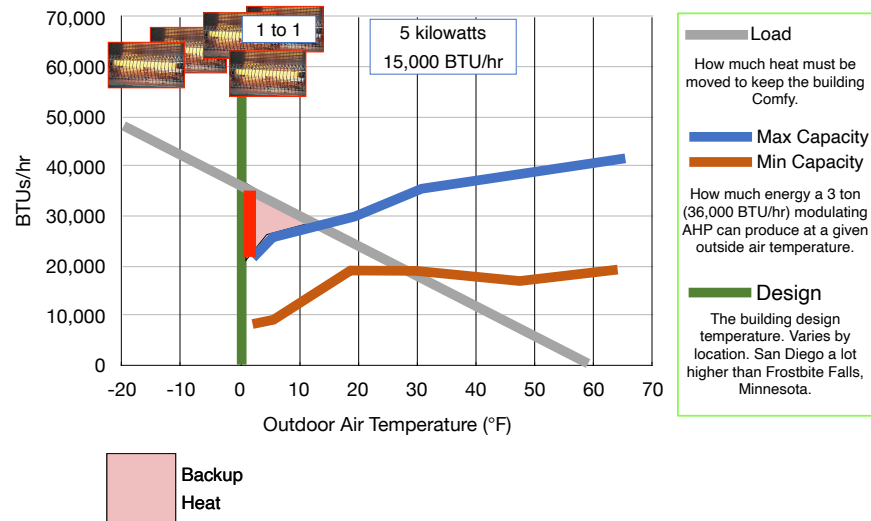 70,000
60,000
50,000
40,000
30,000
20,000
10,000
0
BTUs/hr
1 to 1
5 kilowatts
15,000 BTU/hr
-20 -10 0 10 20 30 40 50 60 70
Outdoor Air Temperature (°F)
Backup
Heat
Load
How much heat must be
moved to keep the building
Comfy.
Max Capacity
Min Capacity
How much energy a 3 ton
(36,000 BTU/hr) modulating
AHP can produce at a given
outside air temperature.
Design
The building design
temperature. Varies by
location. San Diego a lot
higher than Frostbite Falls,
Minnesota.